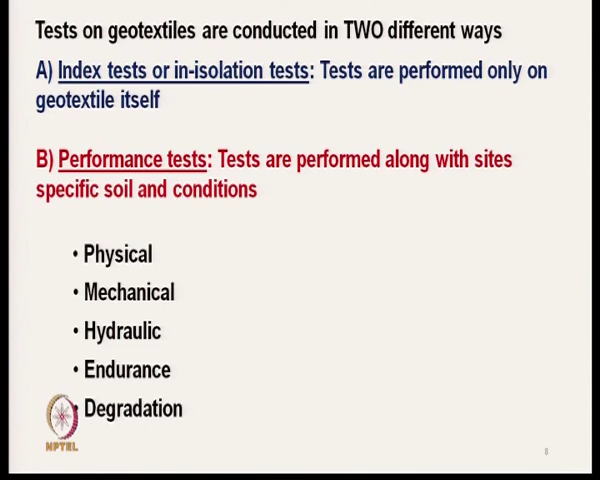 Tests on geotextiles are conducted in TWO different ways
A) Index tests or in-isolation tests: Tests are performed only on
geotextile itself
B) Performance tests: Tests are performed along with sites
specific soil and conditions
• Physical
• Mechanical
• Hydraulic
• Endurance
• Degradation
NPTEL
8